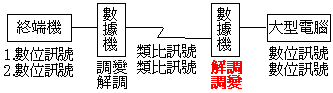 終端機
數據機
數據機
大型電腦
1.數位訊號
2.數位訊號
調變
解調
類比訊號
類比訊號
解調
調變
數位訊號
數位訊號